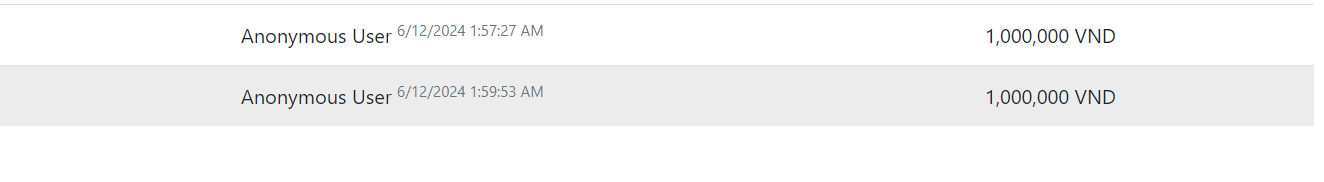 Anonymous User 6/12/2024 1:57:27 AM 1,000,000 VND
Anonymous User 6/12/2024 1:59:53 AM 1,000,000 VND